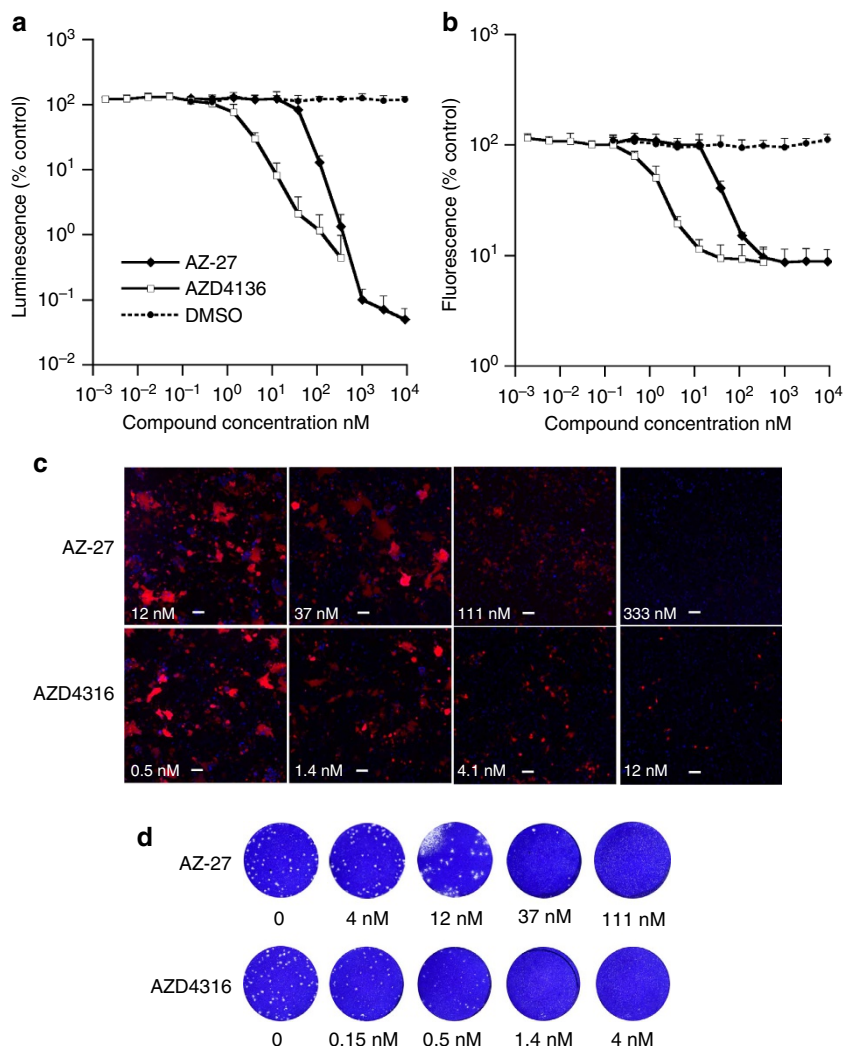 a
10³
10²
10¹
10⁰
10⁻¹
10⁻²
Luminescence (% control)
AZ-27
AZD4136
DMSO
10⁻³ 10⁻² 10⁻¹ 10⁰ 10¹ 10² 10³ 10⁴
Compound concentration nM
b
10³
10²
10¹
10⁰
Fluorescence (% control)
10⁻³ 10⁻² 10⁻¹ 10⁰ 10¹ 10² 10³ 10⁴
Compound concentration nM
c
AZ-27
12 nM 37 nM 111 nM 333 nM
AZD4316
0.5 nM 1.4 nM 4.1 nM 12 nM
d
AZ-27
0 4 nM 12 nM 37 nM 111 nM
AZD4316
0 0.15 nM 0.5 nM 1.4 nM 4 nM